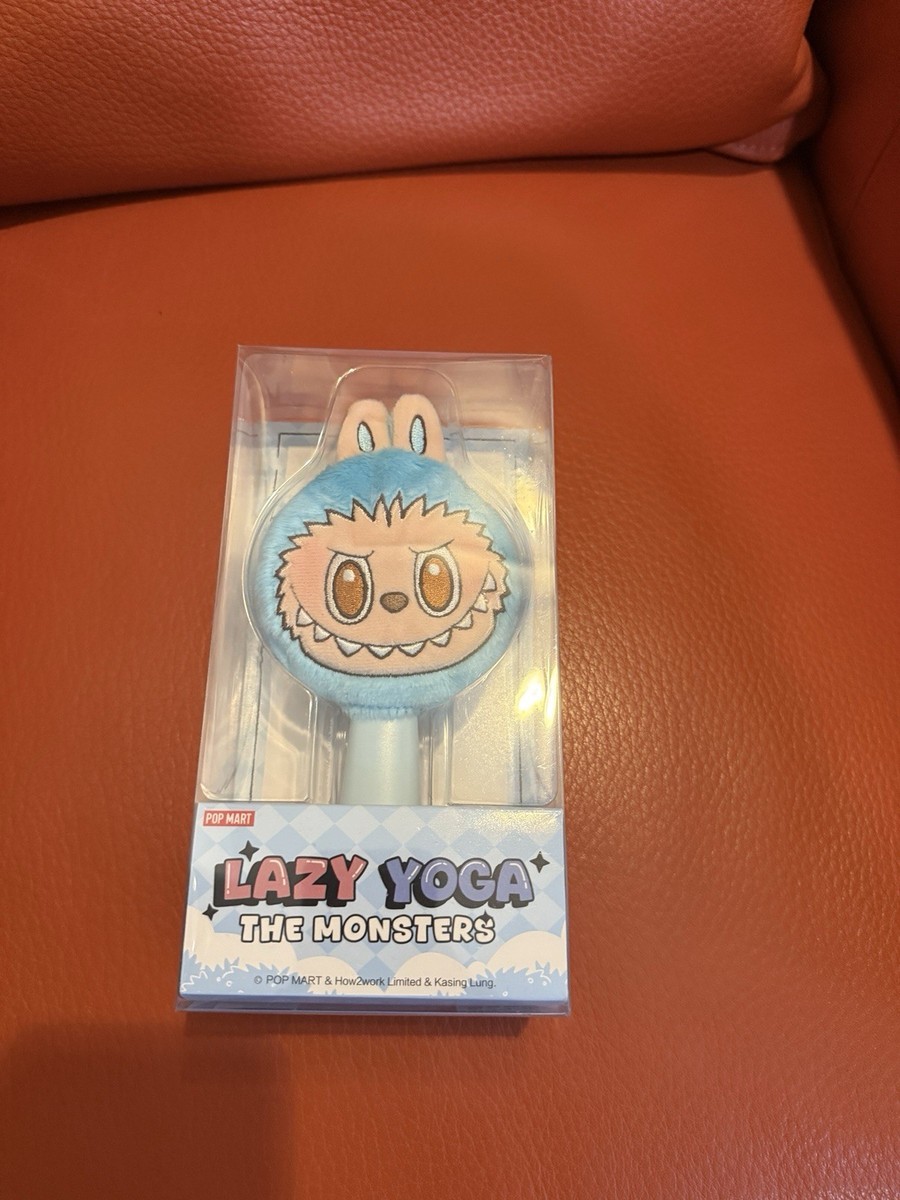 POP MART
LAZY YOGA
THE MONSTERS
© POP MART & How2work Limited & Kasing Lung.